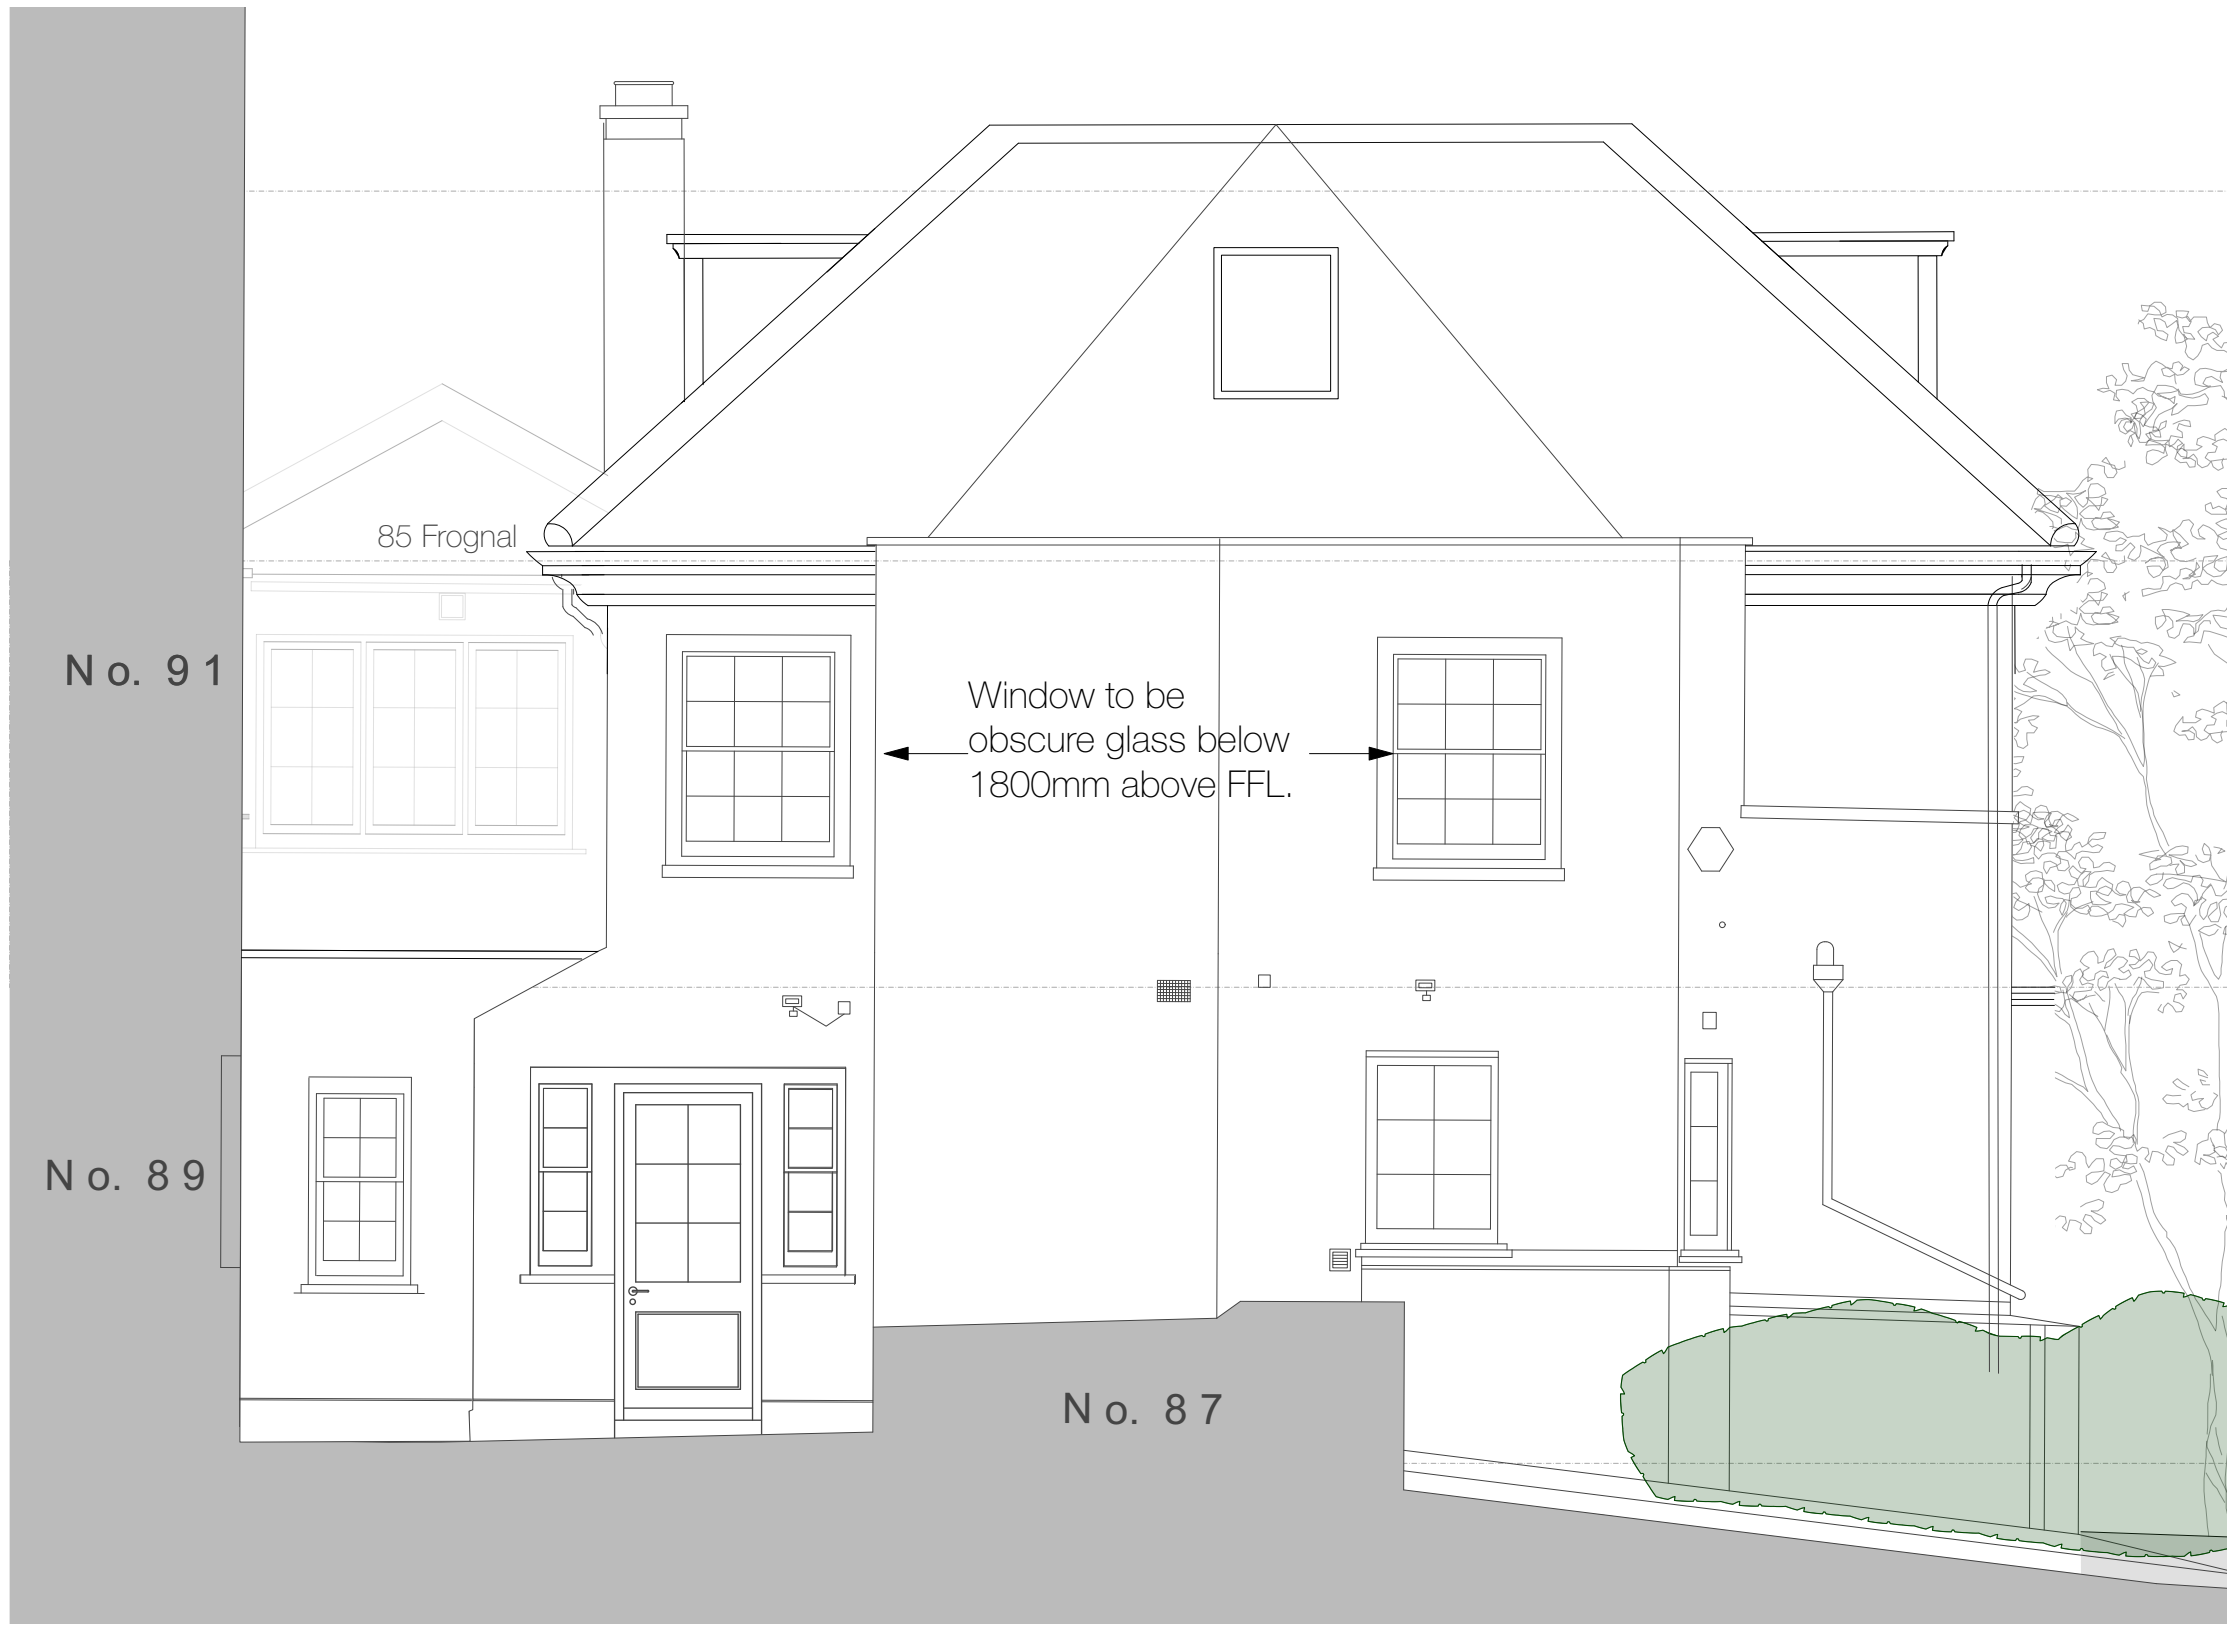 85 Frognal
No. 91
Window to be
obscure glass below
1800mm above FFL.
No. 89
No. 87